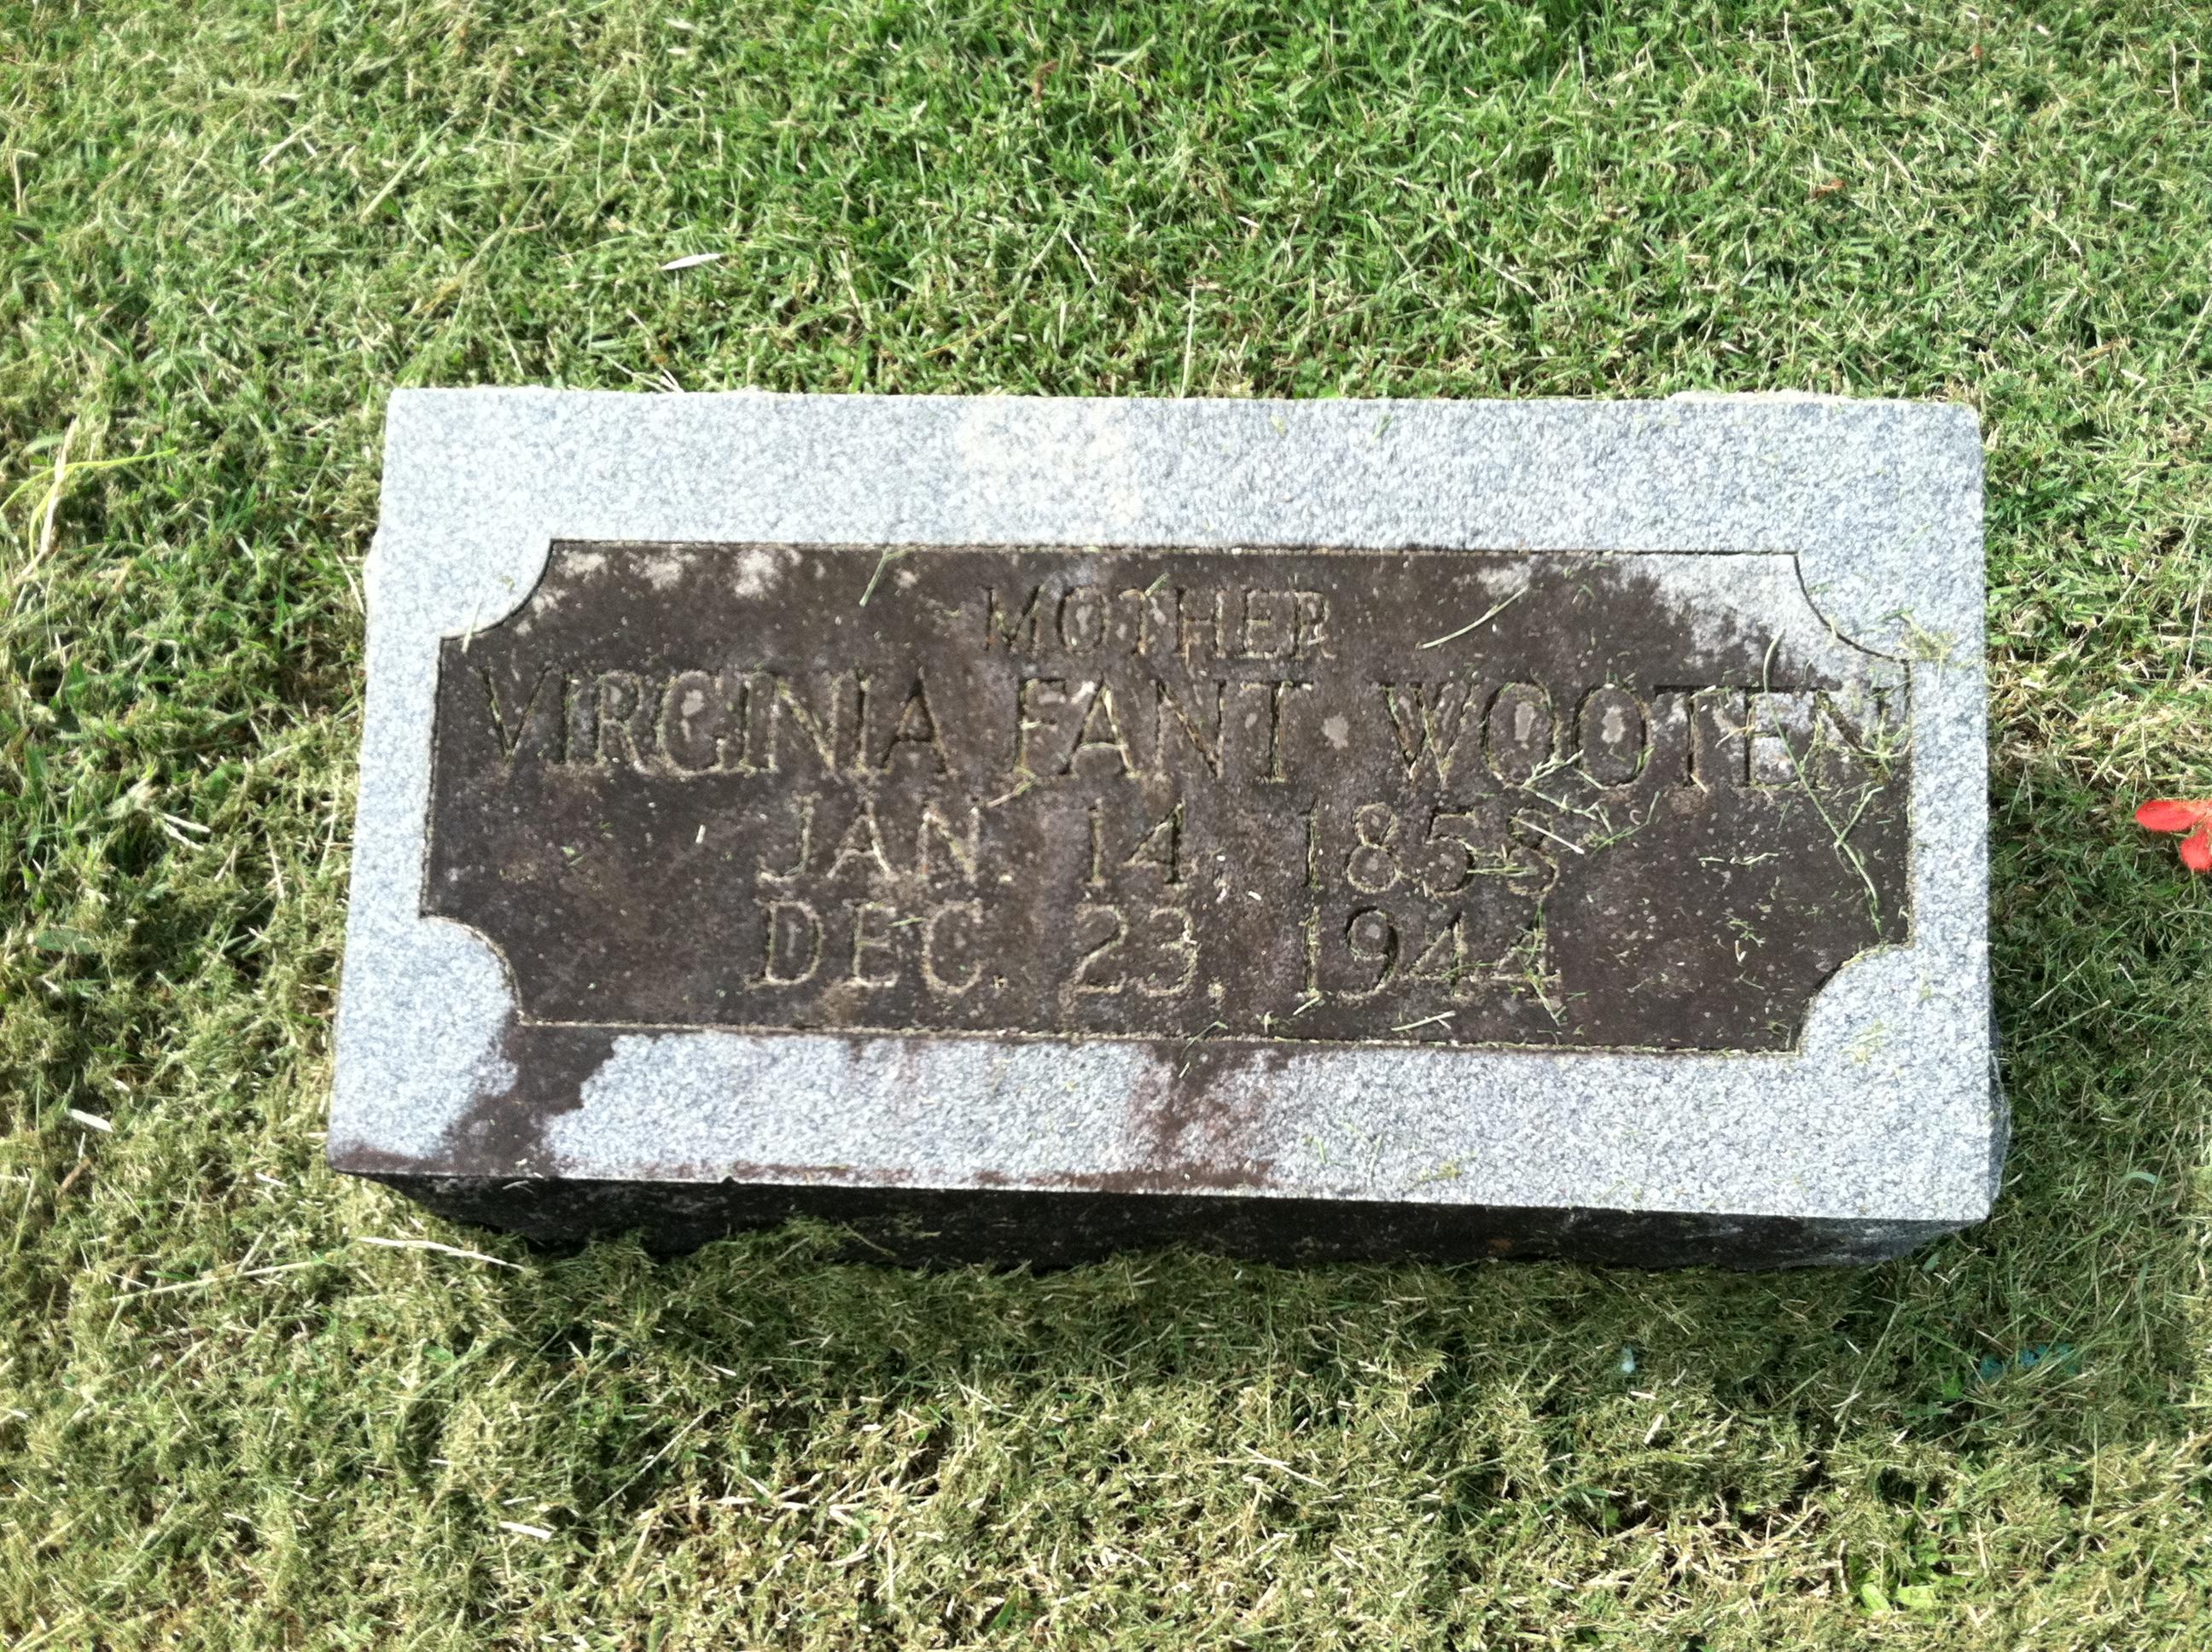 MOTHER
VIRGINIA FANT WOOTEN
JAN. 14, 1858
DEC. 23, 1944